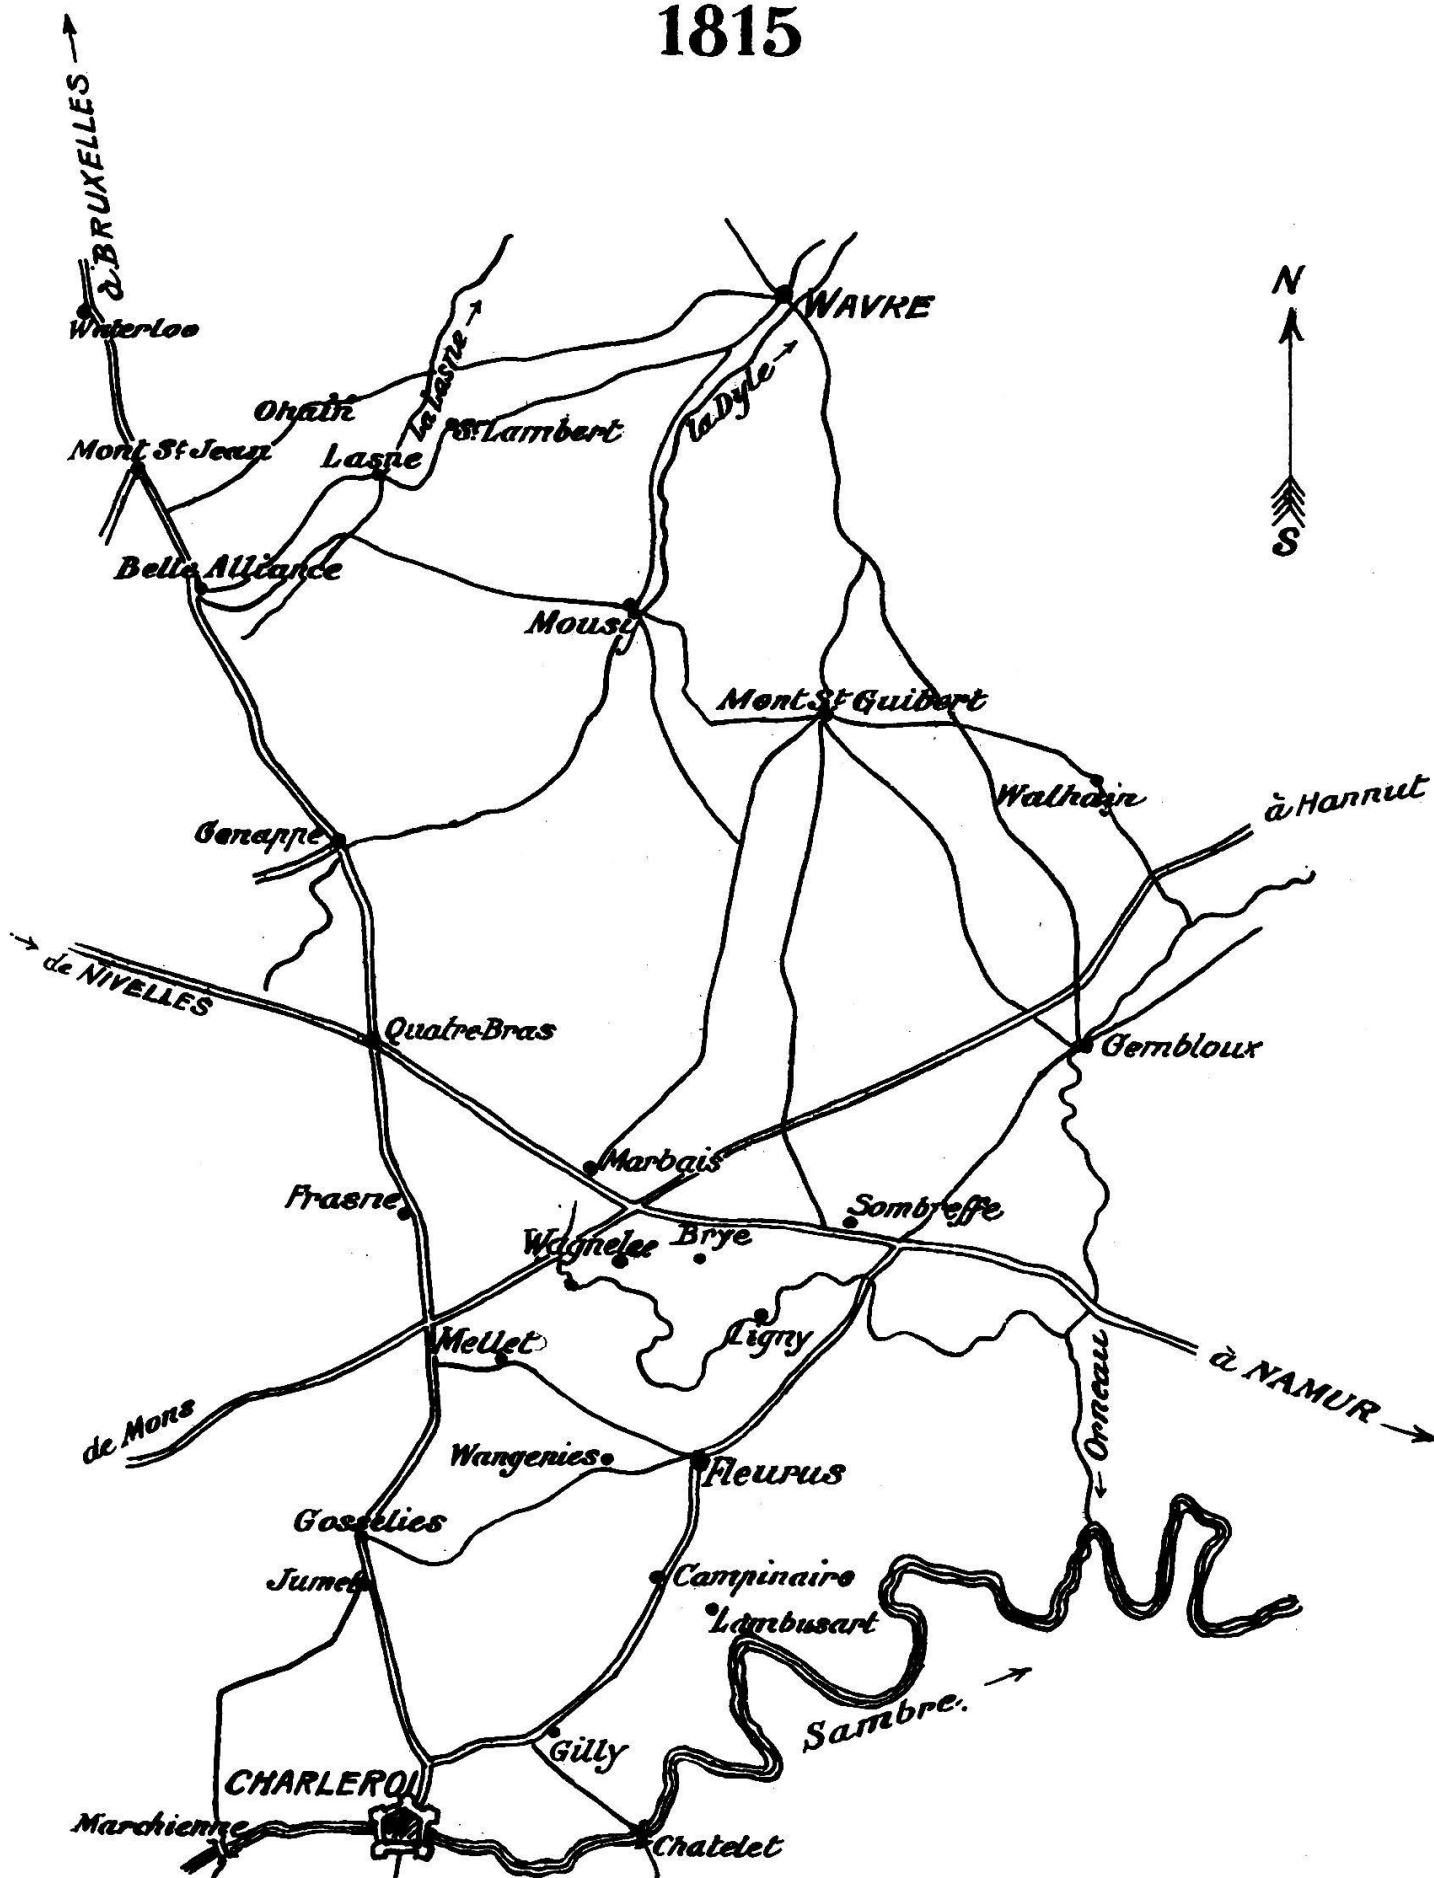 1815
à BRUXELLES
N
WAVRE
Waterloo
La Lasne
la Dyle
Ohain
St. Lambert
Mont St Jean
Lasne
S
Belle Alliance
Mousy
Mont St Guibert
Walhain
à Hannut
Genappe
de NIVELLES
Quatre Bras
Gembloux
Marbais
Frasne
Sombreffe
Wagnelee
Brye
Mellet
Ligny
Orneau
à NAMUR
de Mons
Wangenies
Fleurus
Gosselies
Jumet
Campinaire
Lambusart
Sambre.
Gilly
CHARLEROI
Marchienne
Chatelet